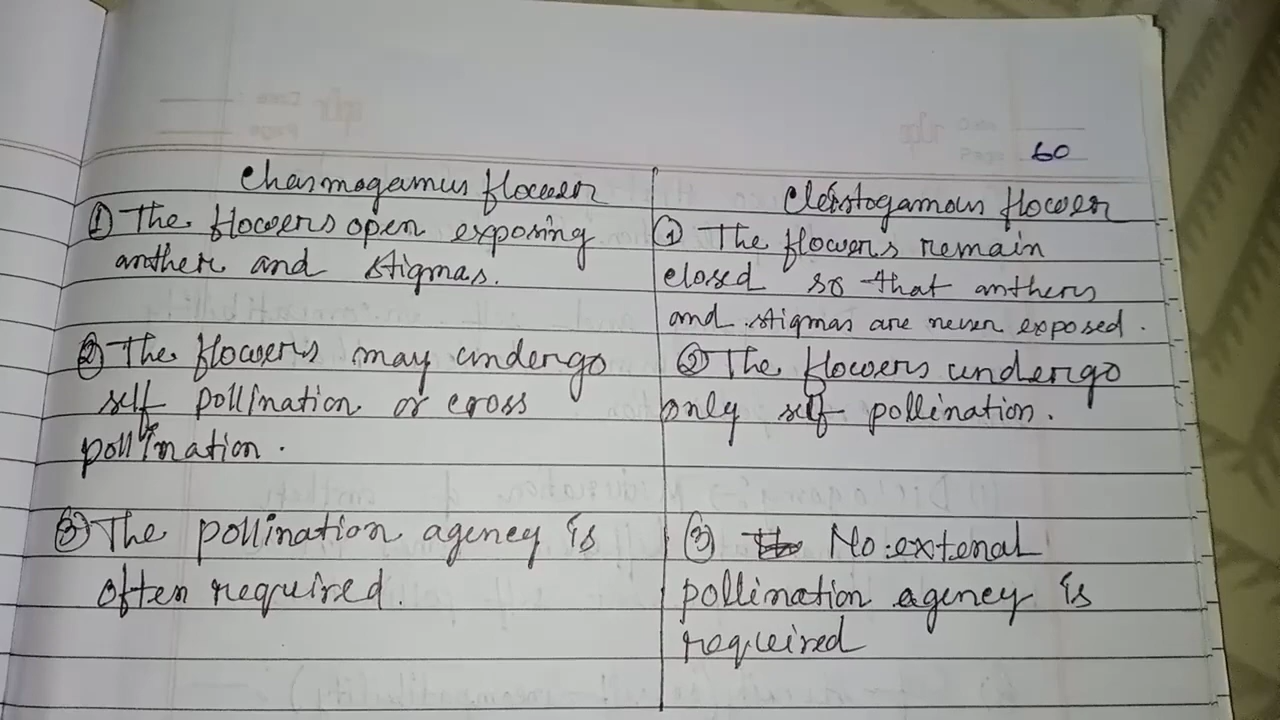 60
Chasmogamus flower
① The flowers open exposing
anther and stigmas.
② The flowers may undergo
self pollination or cross
pollination.
③ The pollination agency is
often required.
Cleistogamous flower
① The flowers remain
closed so that anthers
and stigmas are never exposed.
② The flowers undergo
only self pollination.
③ No extenal
pollination agency is
required